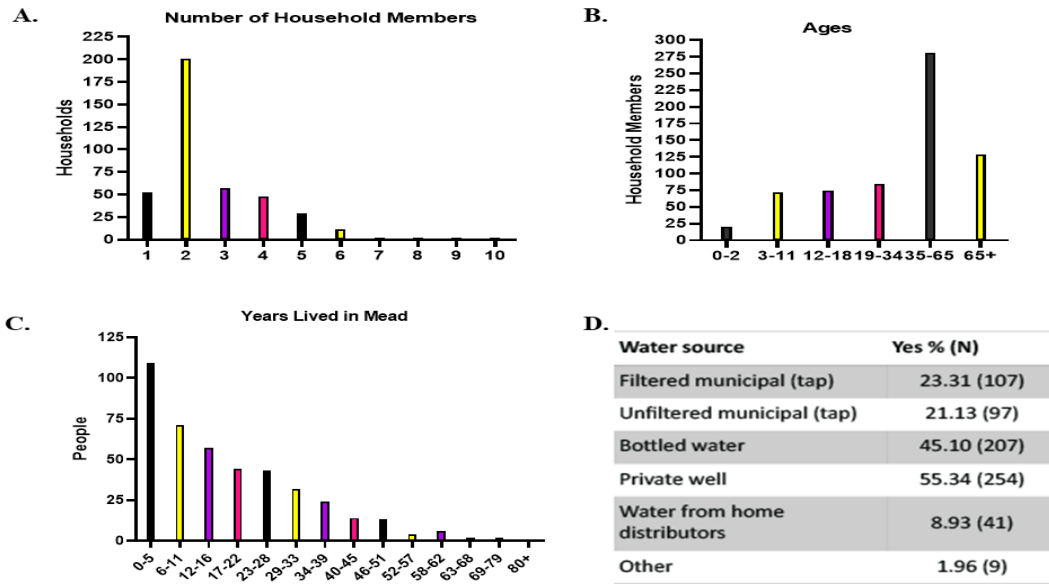 A.
Number of Household Members
Households
225
200
175
150
125
100
75
50
25
0
1 2 3 4 5 6 7 8 9 10
B.
Ages
Household Members
300
275
250
225
200
175
150
125
100
75
50
25
0
0-2 3-11 12-18 19-34 35-65 65+
C.
Years Lived in Mead
People
125
100
75
50
25
0
0-5 6-11 12-16 17-22 23-28 29-33 34-39 40-45 46-51 52-57 58-62 63-68 69-79 80+
D.
Water source Yes % (N)
Filtered municipal (tap) 23.31 (107)
Unfiltered municipal (tap) 21.13 (97)
Bottled water 45.10 (207)
Private well 55.34 (254)
Water from home
distributors 8.93 (41)
Other 1.96 (9)